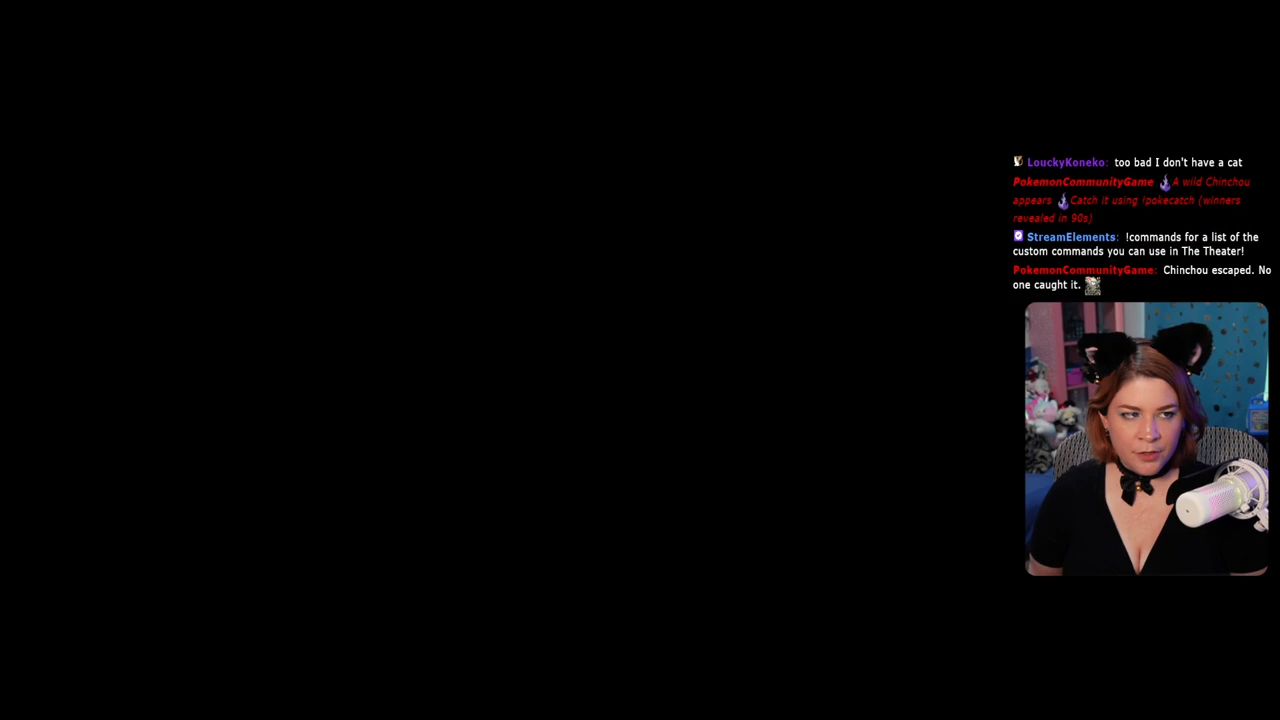 LouckyKoneko: too bad I don't have a cat
PokemonCommunityGame A wild Chinchou
appears Catch it using !pokecatch (winners
revealed in 90s)
StreamElements: !commands for a list of the
custom commands you can use in The Theater!
PokemonCommunityGame: Chinchou escaped. No
one caught it.